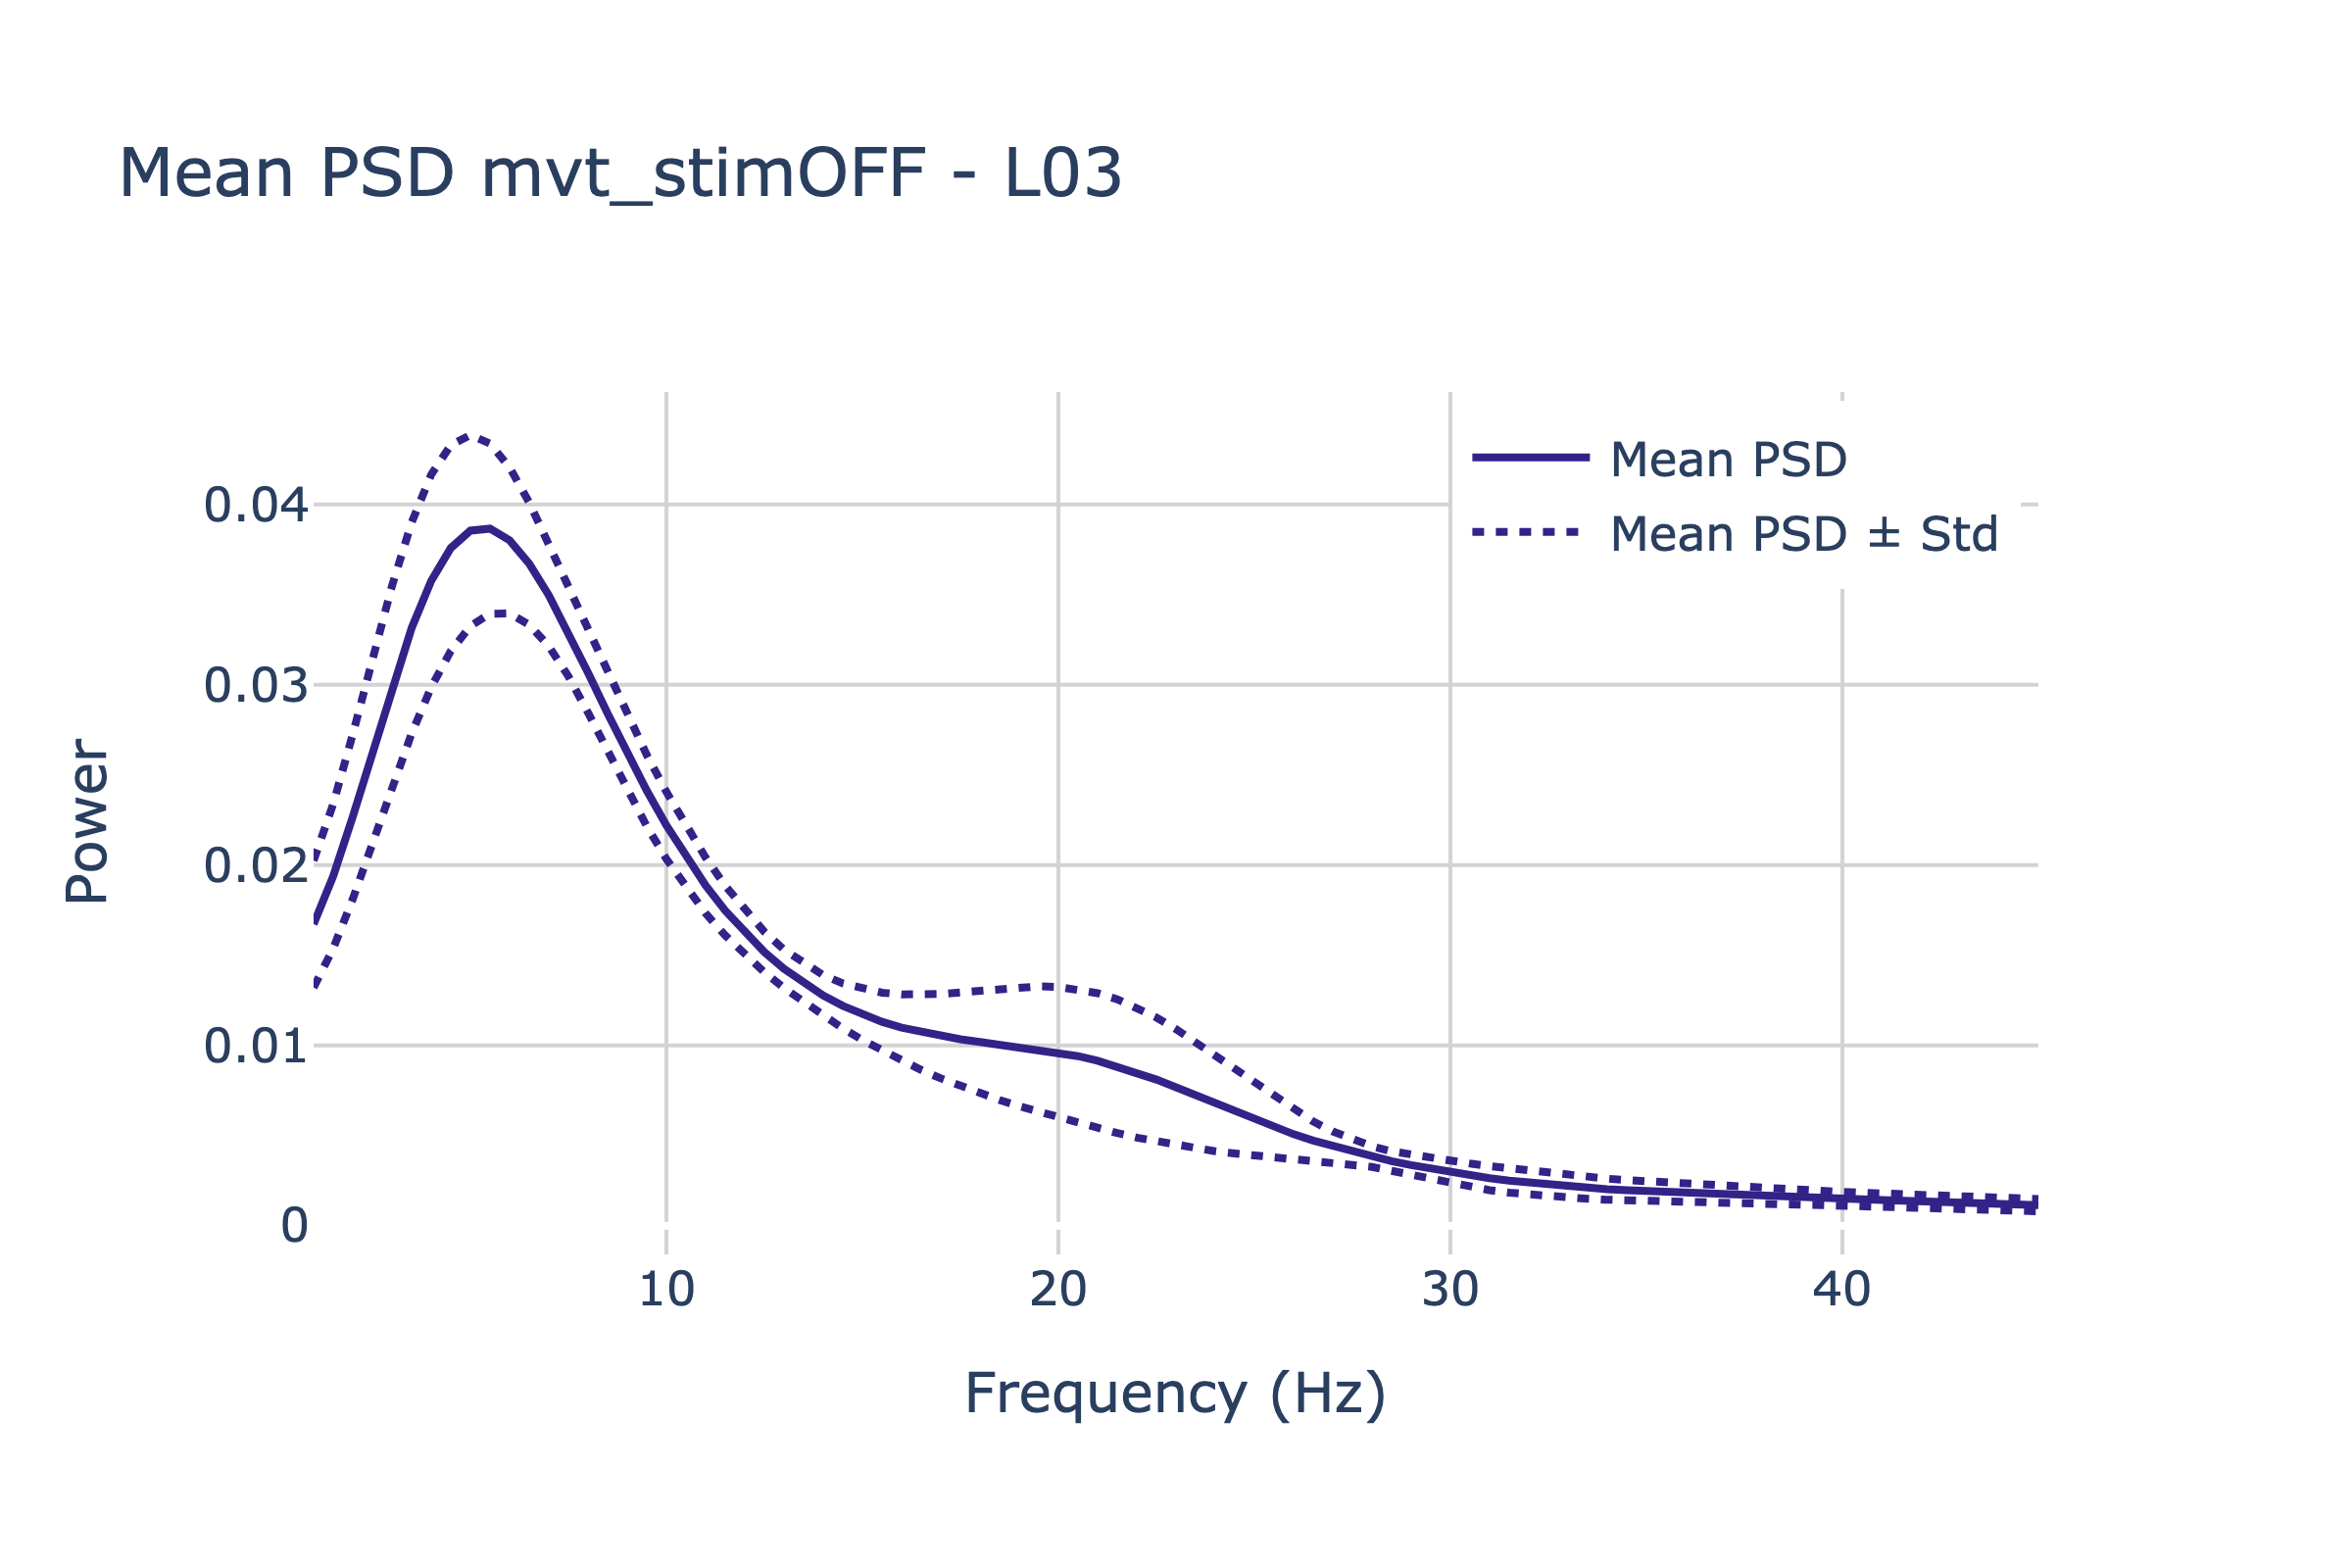 Mean PSD mvt_stimOFF - L03
Mean PSD
Mean PSD ± Std
0.04
0.03
0.02
0.01
0
Power
10 20 30 40
Frequency (Hz)